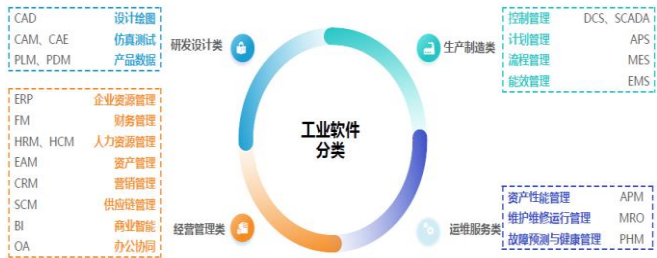 CAD 设计绘图
CAM、CAE 仿真测试
PLM、PDM 产品数据
研发设计类
生产制造类
控制管理 DCS、SCADA
计划管理 APS
流程管理 MES
能效管理 EMS
工业软件
分类
ERP 企业资源管理
FM 财务管理
HRM、HCM 人力资源管理
EAM 资产管理
CRM 营销管理
SCM 供应链管理
BI 商业智能
OA 办公协同
经营管理类
运维服务类
资产性能管理 APM
维护维修运行管理 MRO
故障预测与健康管理 PHM